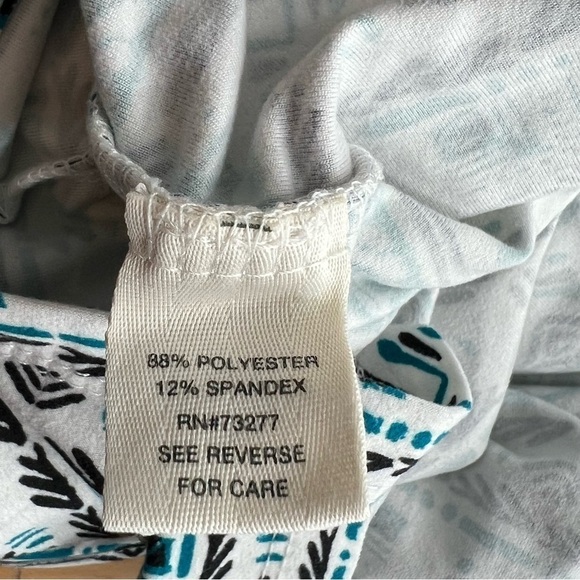 88% POLYESTER
12% SPANDEX
RN#73277
SEE REVERSE
FOR CARE